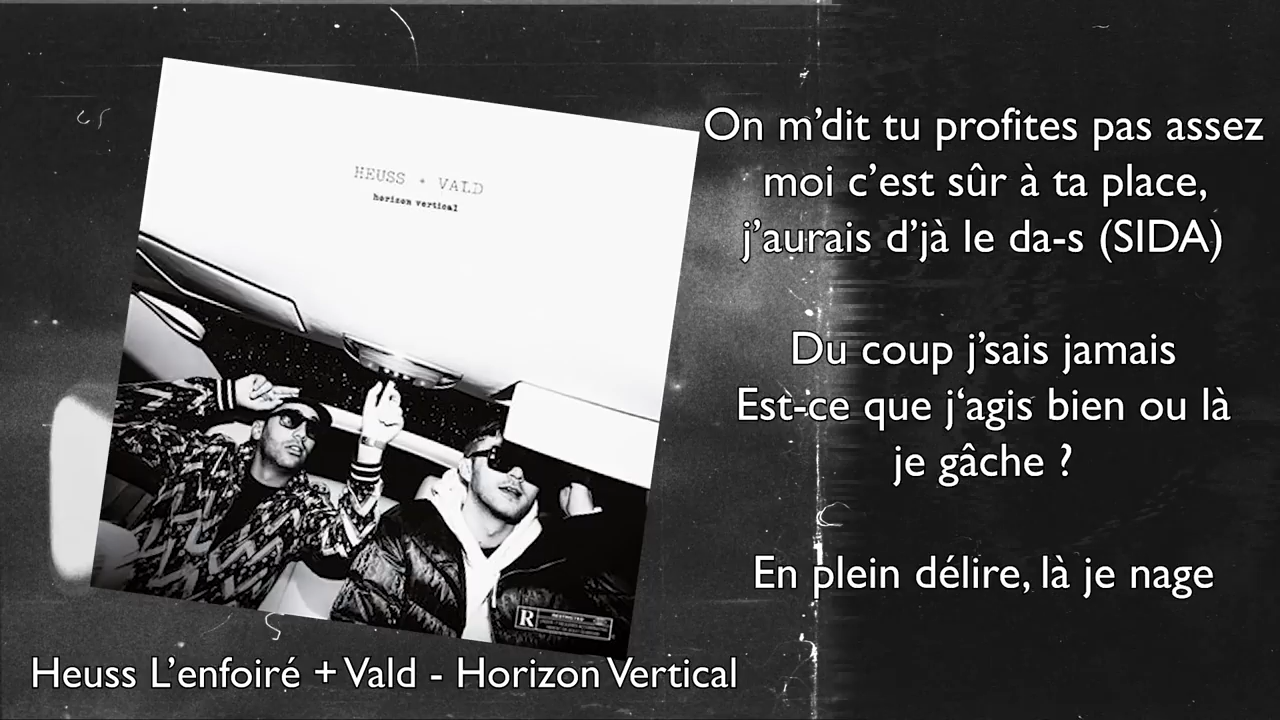 HEUSS + VALD
horizon vertical
R
RESTRICTED
On m’dit tu profites pas assez
moi c’est sûr à ta place,
j’aurais d’jà le da-s (SIDA)
Du coup j’sais jamais
Est-ce que j‘agis bien ou là
je gâche ?
En plein délire, là je nage
Heuss L’enfoiré + Vald - Horizon Vertical